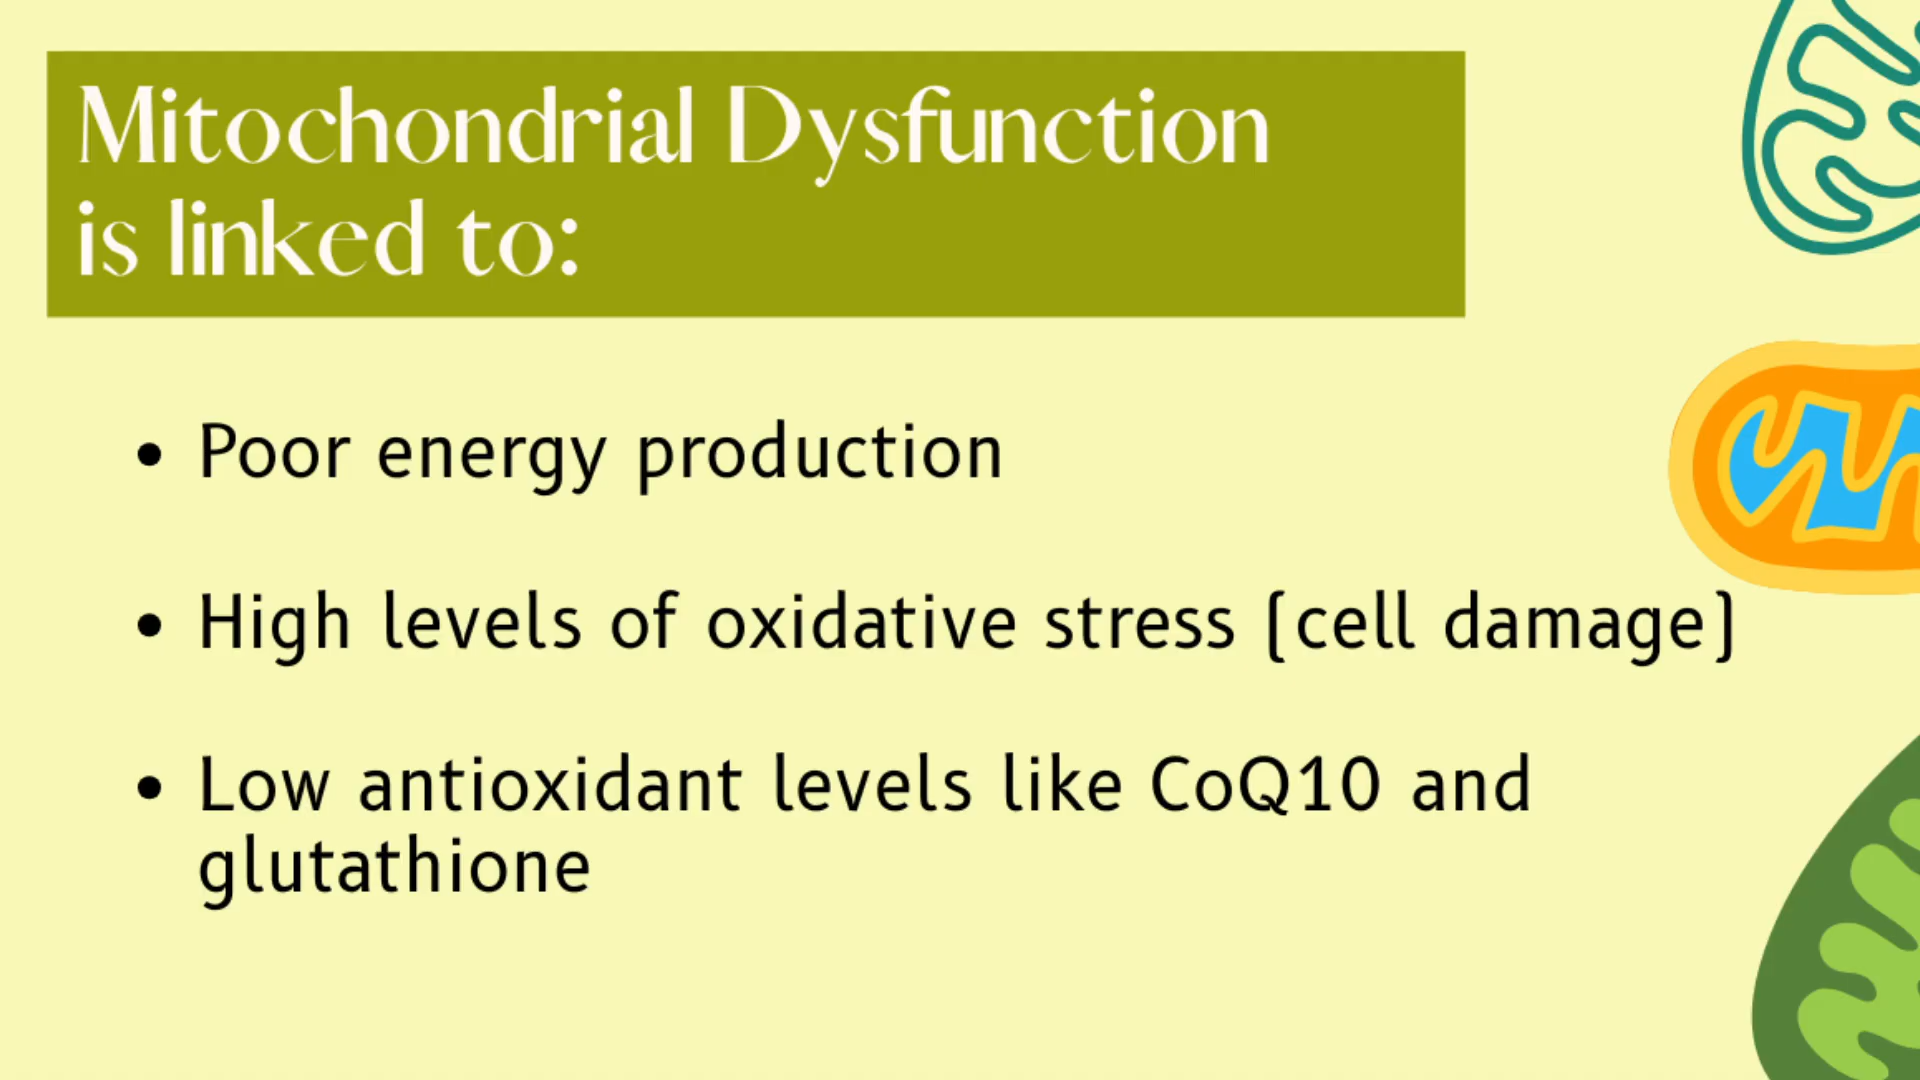 Mitochondrial Dysfunction
is linked to:
• Poor energy production
• High levels of oxidative stress (cell damage)
• Low antioxidant levels like CoQ10 and
glutathione